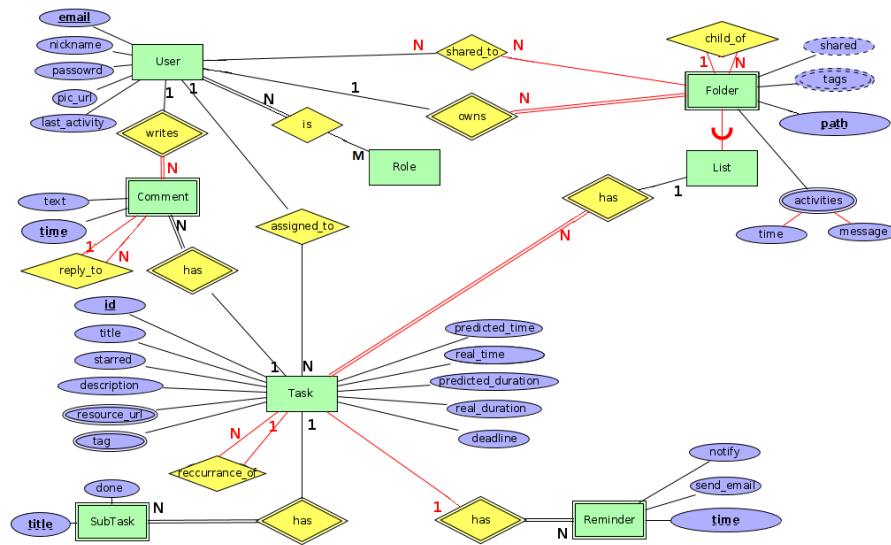 email
nickname
passowrd
pic_url
last_activity
User
1
1
N
1
N
shared_to
N
child_of
1
N
shared
tags
Folder
path
owns
N
writes
is
M
Role
List
1
has
N
activities
time
message
N
Comment
text
time
N
1
N
reply_to
has
assigned_to
id
title
starred
description
resource_url
tag
1
N
Task
predicted_time
real_time
predicted_duration
real_duration
deadline
N
1
1
reccurrance_of
done
title
SubTask
N
has
1
has
N
Reminder
notify
send_email
time